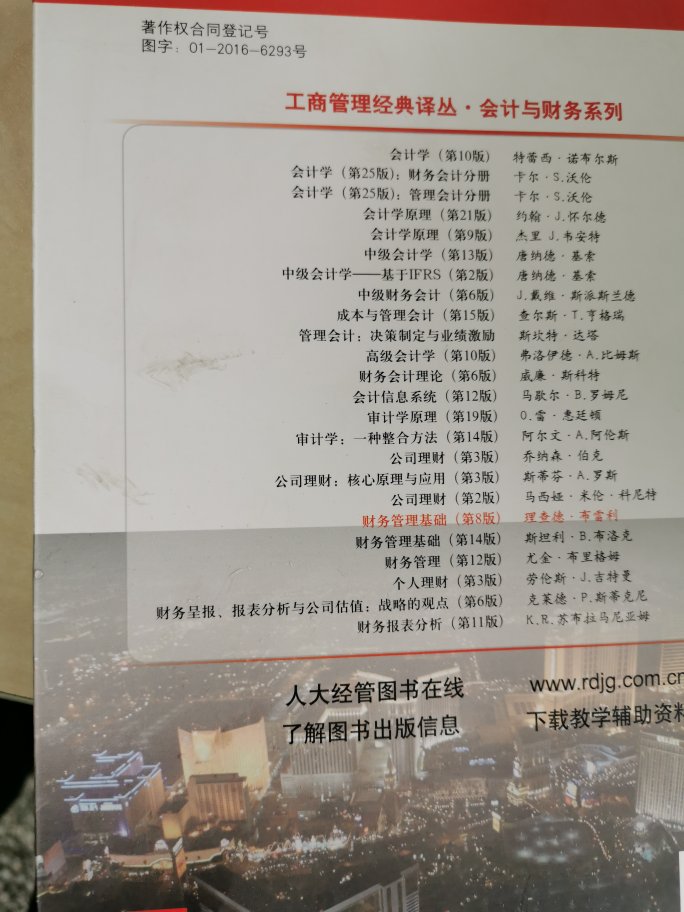 著作权合同登记号
图字：01-2016-6293号
工商管理经典译丛·会计与财务系列
会计学（第10版） 特蕾西·诺布尔斯
会计学（第25版）：财务会计分册 卡尔·S.沃伦
会计学（第25版）：管理会计分册 卡尔·S.沃伦
会计学原理（第21版） 约翰·J.怀尔德
会计学原理（第9版） 杰里 J.韦安特
中级会计学（第13版） 唐纳德·基索
中级会计学——基于IFRS（第2版） 唐纳德·基索
中级财务会计（第6版） J.戴维·斯派斯兰德
成本与管理会计（第15版） 查尔斯·T.亨格瑞
管理会计：决策制定与业绩激励 斯坎特·达塔
高级会计学（第10版） 弗洛伊德·A.比姆斯
财务会计理论（第6版） 威廉·斯科特
会计信息系统（第12版） 马歇尔·B.罗姆尼
审计学原理（第19版） O.雷·惠廷顿
审计学：一种整合方法（第14版） 阿尔文·A.阿伦斯
公司理财（第3版） 乔纳森·伯克
公司理财：核心原理与应用（第3版） 斯蒂芬·A.罗斯
公司理财（第2版） 马西娅·米伦·科尼特
财务管理基础（第8版） 理查德·布雷利
财务管理基础（第14版） 斯坦利·B.布洛克
财务管理（第12版） 尤金·布里格姆
个人理财（第3版） 劳伦斯·J.吉特曼
财务呈报、报表分析与公司估值：战略的观点（第6版） 克莱德·P.斯蒂克尼
财务报表分析（第11版） K.R.苏布拉马尼亚姆
人大经管图书在线 www.rdjg.com.cn
了解图书出版信息 下载教学辅助资料